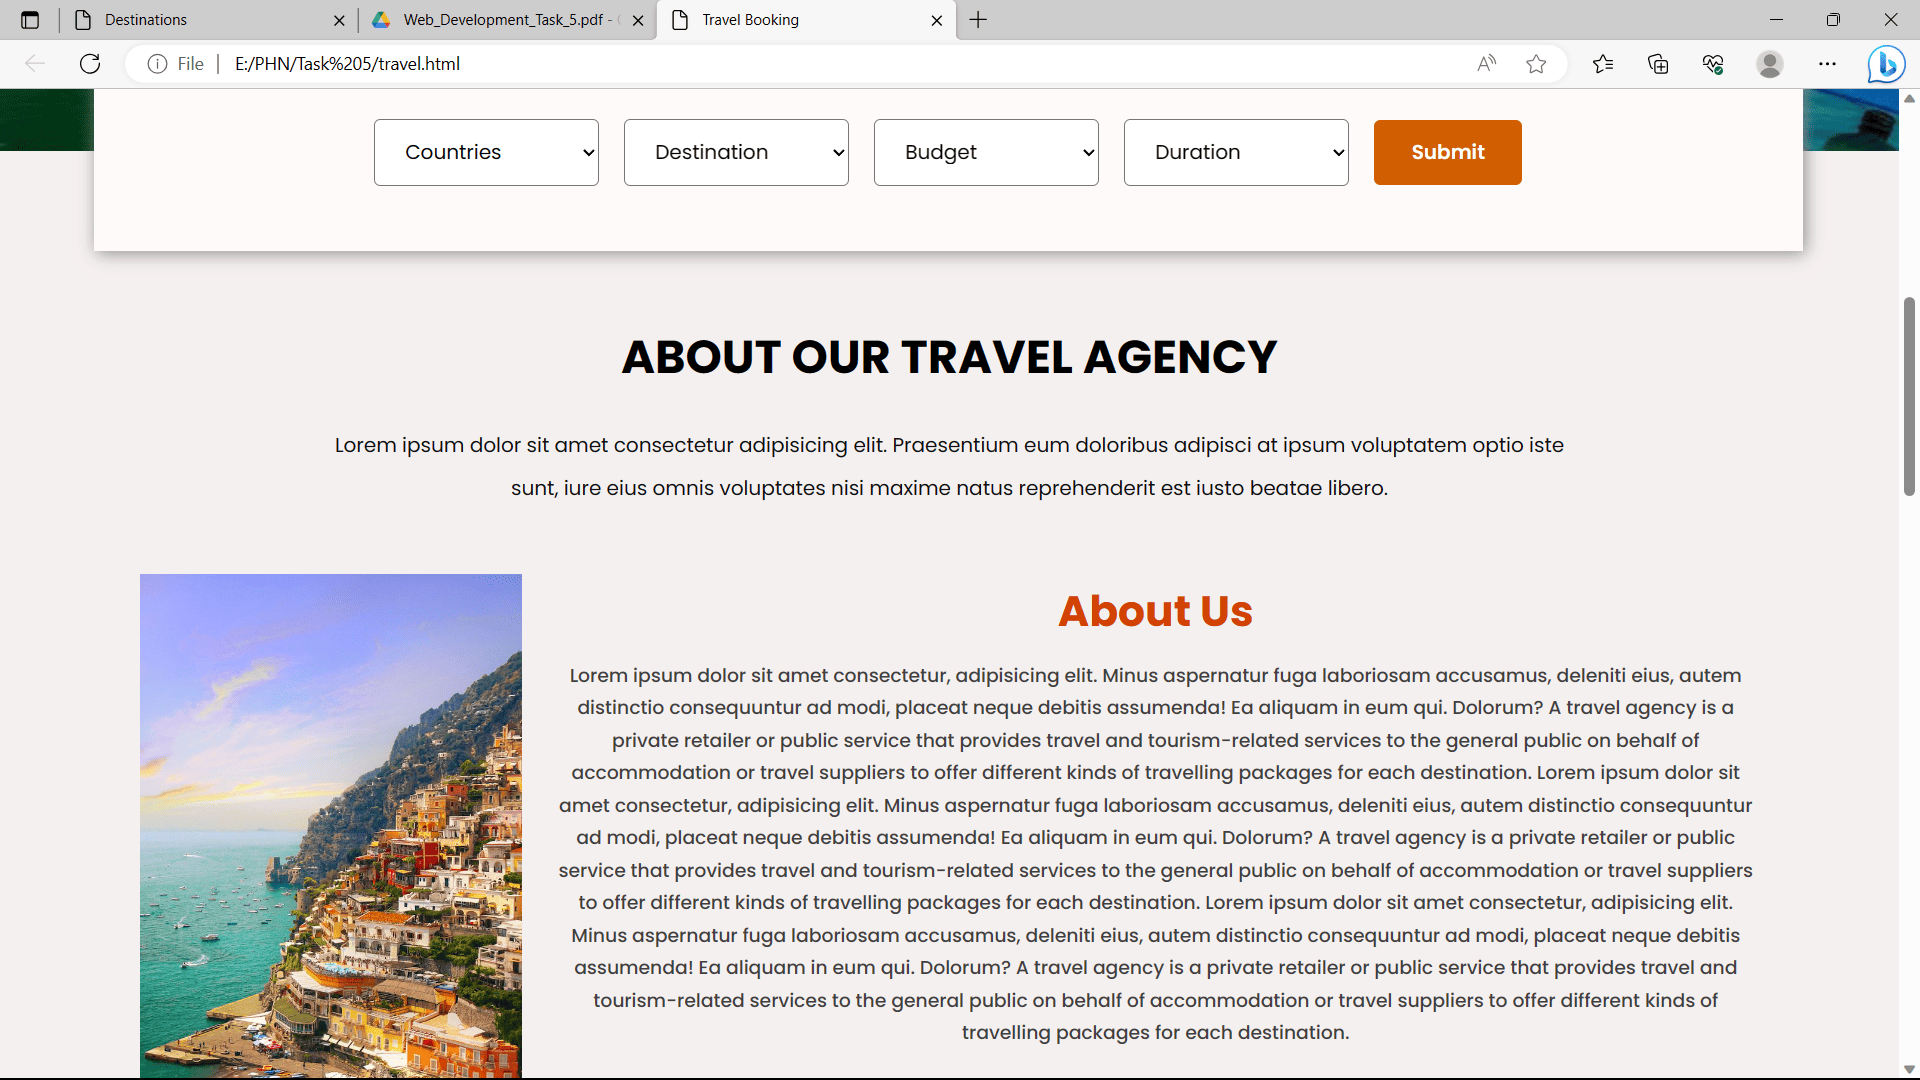 Destinations
Web_Development_Task_5.pdf -
Travel Booking
File
E:/PHN/Task%205/travel.html
Countries
Destination
Budget
Duration
Submit
ABOUT OUR TRAVEL AGENCY
Lorem ipsum dolor sit amet consectetur adipisicing elit. Praesentium eum doloribus adipisci at ipsum voluptatem optio iste
sunt, iure eius omnis voluptates nisi maxime natus reprehenderit est iusto beatae libero.
About Us
Lorem ipsum dolor sit amet consectetur, adipisicing elit. Minus aspernatur fuga laboriosam accusamus, deleniti eius, autem
distinctio consequuntur ad modi, placeat neque debitis assumenda! Ea aliquam in eum qui. Dolorum? A travel agency is a
private retailer or public service that provides travel and tourism-related services to the general public on behalf of
accommodation or travel suppliers to offer different kinds of travelling packages for each destination. Lorem ipsum dolor sit
amet consectetur, adipisicing elit. Minus aspernatur fuga laboriosam accusamus, deleniti eius, autem distinctio consequuntur
ad modi, placeat neque debitis assumenda! Ea aliquam in eum qui. Dolorum? A travel agency is a private retailer or public
service that provides travel and tourism-related services to the general public on behalf of accommodation or travel suppliers
to offer different kinds of travelling packages for each destination. Lorem ipsum dolor sit amet consectetur, adipisicing elit.
Minus aspernatur fuga laboriosam accusamus, deleniti eius, autem distinctio consequuntur ad modi, placeat neque debitis
assumenda! Ea aliquam in eum qui. Dolorum? A travel agency is a private retailer or public service that provides travel and
tourism-related services to the general public on behalf of accommodation or travel suppliers to offer different kinds of
travelling packages for each destination.